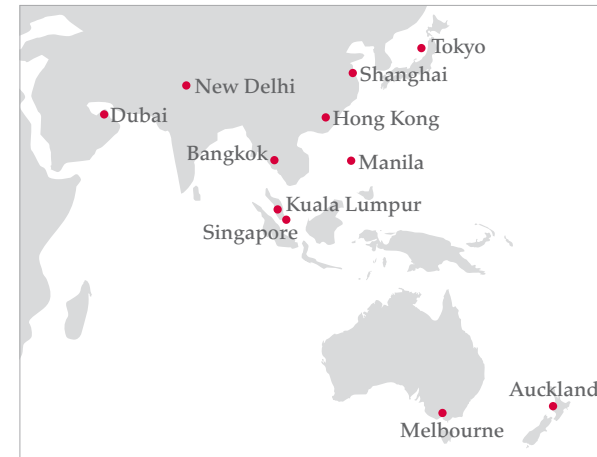 Tokyo
Shanghai
New Delhi
Dubai
Hong Kong
Bangkok
Manila
Kuala Lumpur
Singapore
Auckland
Melbourne